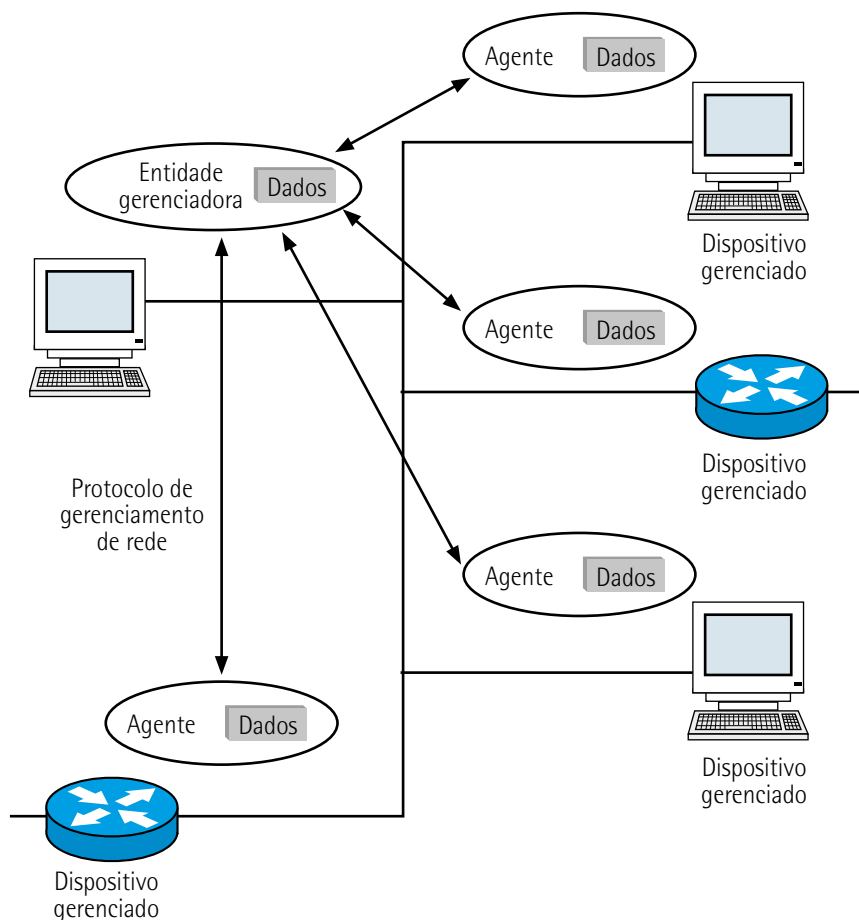 Agente
Dados
Entidade
gerenciadora
Dados
Dispositivo
gerenciado
Agente
Dados
Dispositivo
gerenciado
Protocolo de
gerenciamento
de rede
Agente
Dados
Agente
Dados
Dispositivo
gerenciado
Dispositivo
gerenciado